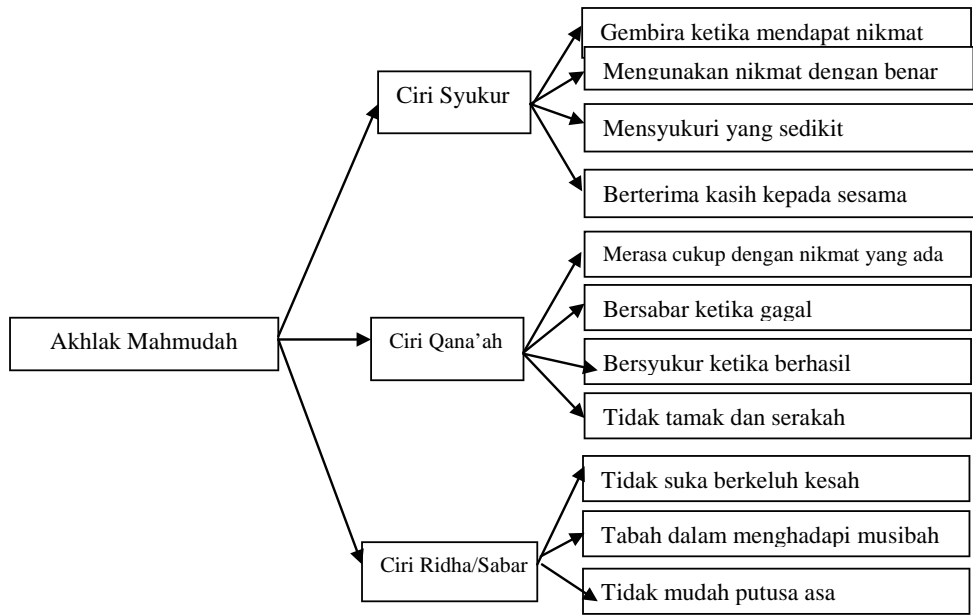 Akhlak Mahmudah
Ciri Syukur
Gembira ketika mendapat nikmat
Mengunakan nikmat dengan benar
Mensyukuri yang sedikit
Berterima kasih kepada sesama
Ciri Qana'ah
Merasa cukup dengan nikmat yang ada
Bersabar ketika gagal
Bersyukur ketika berhasil
Tidak tamak dan serakah
Ciri Ridha/Sabar
Tidak suka berkeluh kesah
Tabah dalam menghadapi musibah
Tidak mudah putusa asa